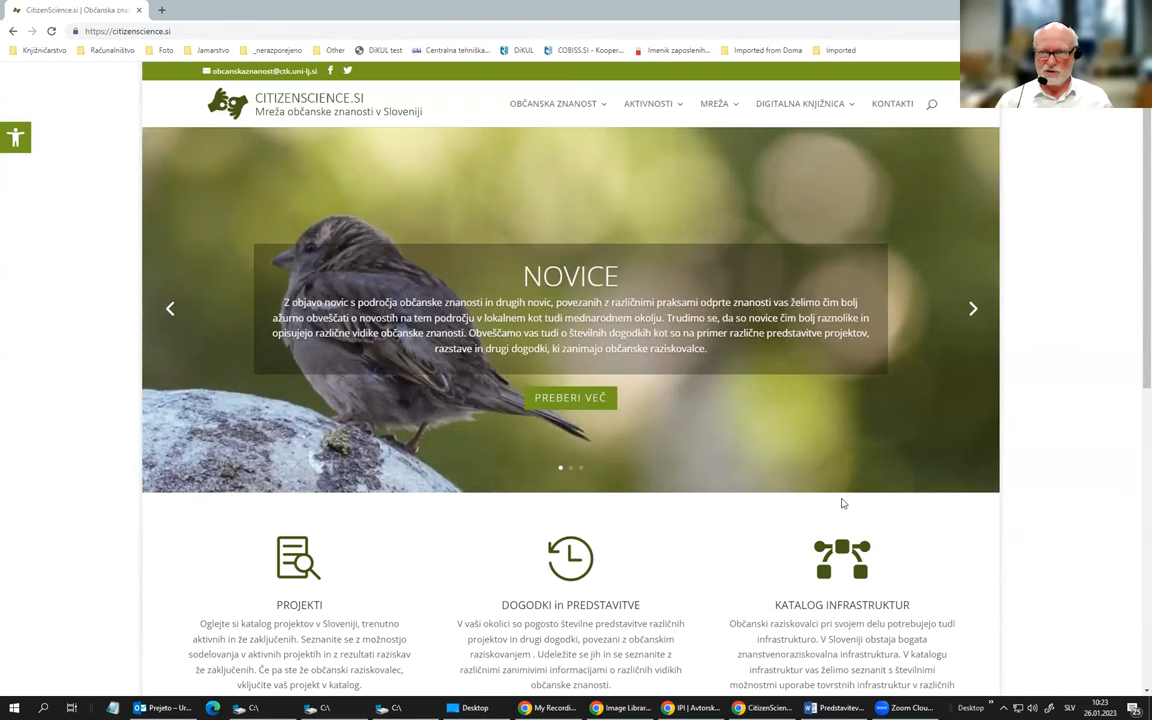 CitizenScience.si | Občanska zna
https://citizenscience.si
Knjižničarstvo Računalništvo Foto Jamarstvo _nerazporejeno Other DiKUL test Centralna tehniška... DiKUL COBISS.SI - Kooper... Imenik zaposlenih... Imported from Doma Imported
obcanskaznanost@ctk.uni-lj.si
CITIZENSCIENCE.SI
Mreža občanske znanosti v Sloveniji
OBČANSKA ZNANOST AKTIVNOSTI MREŽA DIGITALNA KNJIŽNICA KONTAKTI
NOVICE
Z objavo novic s področja občanske znanosti in drugih novic, povezanih z različnimi praksami odprte znanosti vas želimo čim bolj
ažurno obveščati o novostih na tem področju v lokalnem kot tudi mednarodnem okolju. Trudimo se, da so novice čim bolj raznolike in
opisujejo različne vidike občanske znanosti. Obveščamo vas tudi o številnih dogodkih kot so na primer različne predstavitve projektov,
razstave in drugi dogodki, ki zanimajo občanske raziskovalce.
PREBERI VEČ
PROJEKTI
Oglejte si katalog projektov v Sloveniji, trenutno
aktivnih in že zaključenih. Seznanite se z možnostjo
sodelovanja v aktivnih projektih in z rezultati raziskav
že zaključenih. Če pa ste že občanski raziskovalec,
vključite vaš projekt v katalog.
DOGODKI in PREDSTAVITVE
V vaši okolici so pogosto številne predstavitve različnih
projektov in drugi dogodki, povezani z občanskim
raziskovanjem . Udeležite se jih in se seznanite z
različnimi zanimivimi informacijami o različnih vidikih
občanske znanosti.
KATALOG INFRASTRUKTUR
Občanski raziskovalci pri svojem delu potrebujejo tudi
infrastrukturo. V Sloveniji obstaja bogata
znanstvenoraziskovalna infrastruktura. V katalogu
infrastruktur vas želimo seznanit s številnimi
možnostmi uporabe tovrstnih infrastruktur v različnih
Prejeto – Ur... C:\ C:\ C:\ Desktop My Recordi... Image Librar... IPI | Avtorsk... CitizenScien... Predstavitev... Zoom Clou... Desktop SLV 10:23
26.01.2023 25